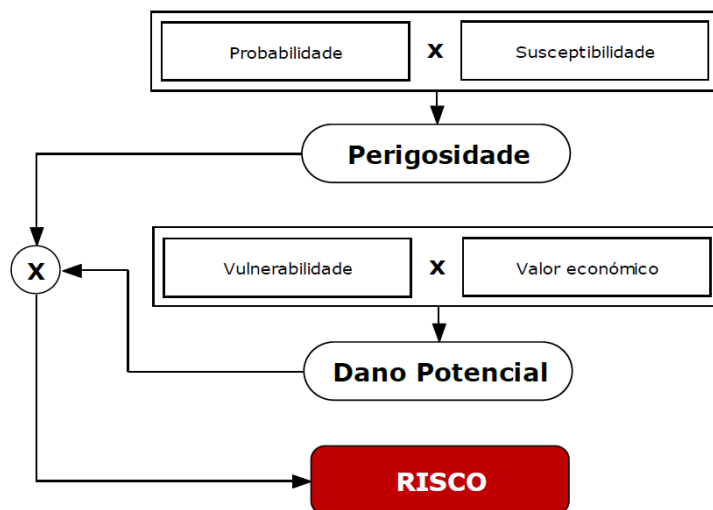 Probabilidade x Susceptibilidade
Perigosidade
X
Vulnerabilidade x Valor económico
Dano Potencial
RISCO